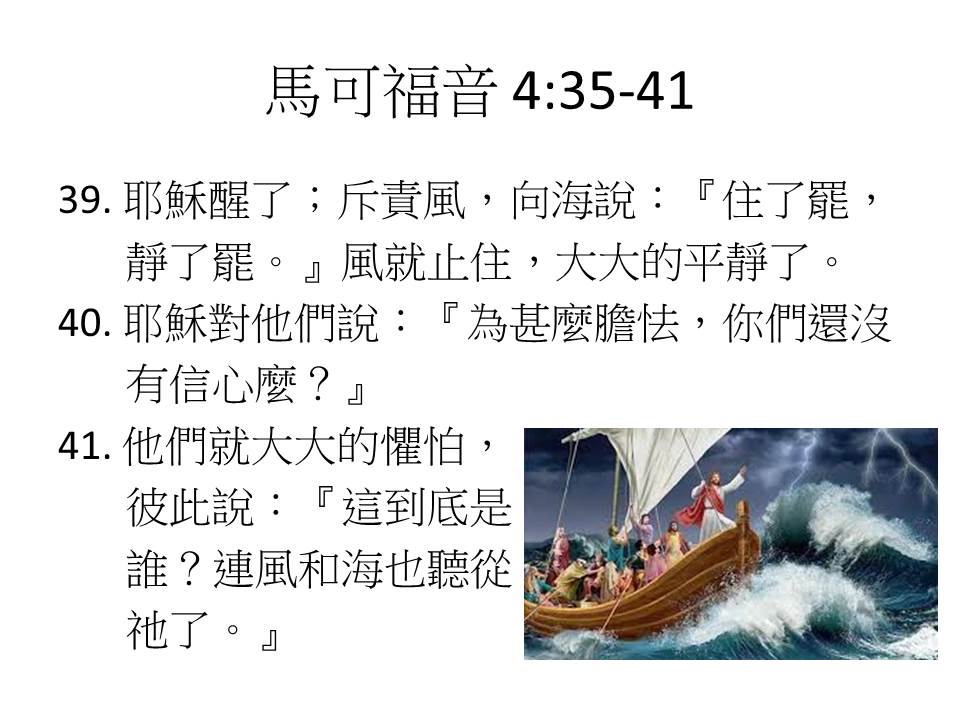 馬可福音 4:35-41
39. 耶穌醒了；斥責風，向海說：『住了罷，
靜了罷。』風就止住，大大的平靜了。
40. 耶穌對他們說：『為甚麼膽怯，你們還沒
有信心麼？』
41. 他們就大大的懼怕，
彼此說：『這到底是
誰？連風和海也聽從
祂了。』